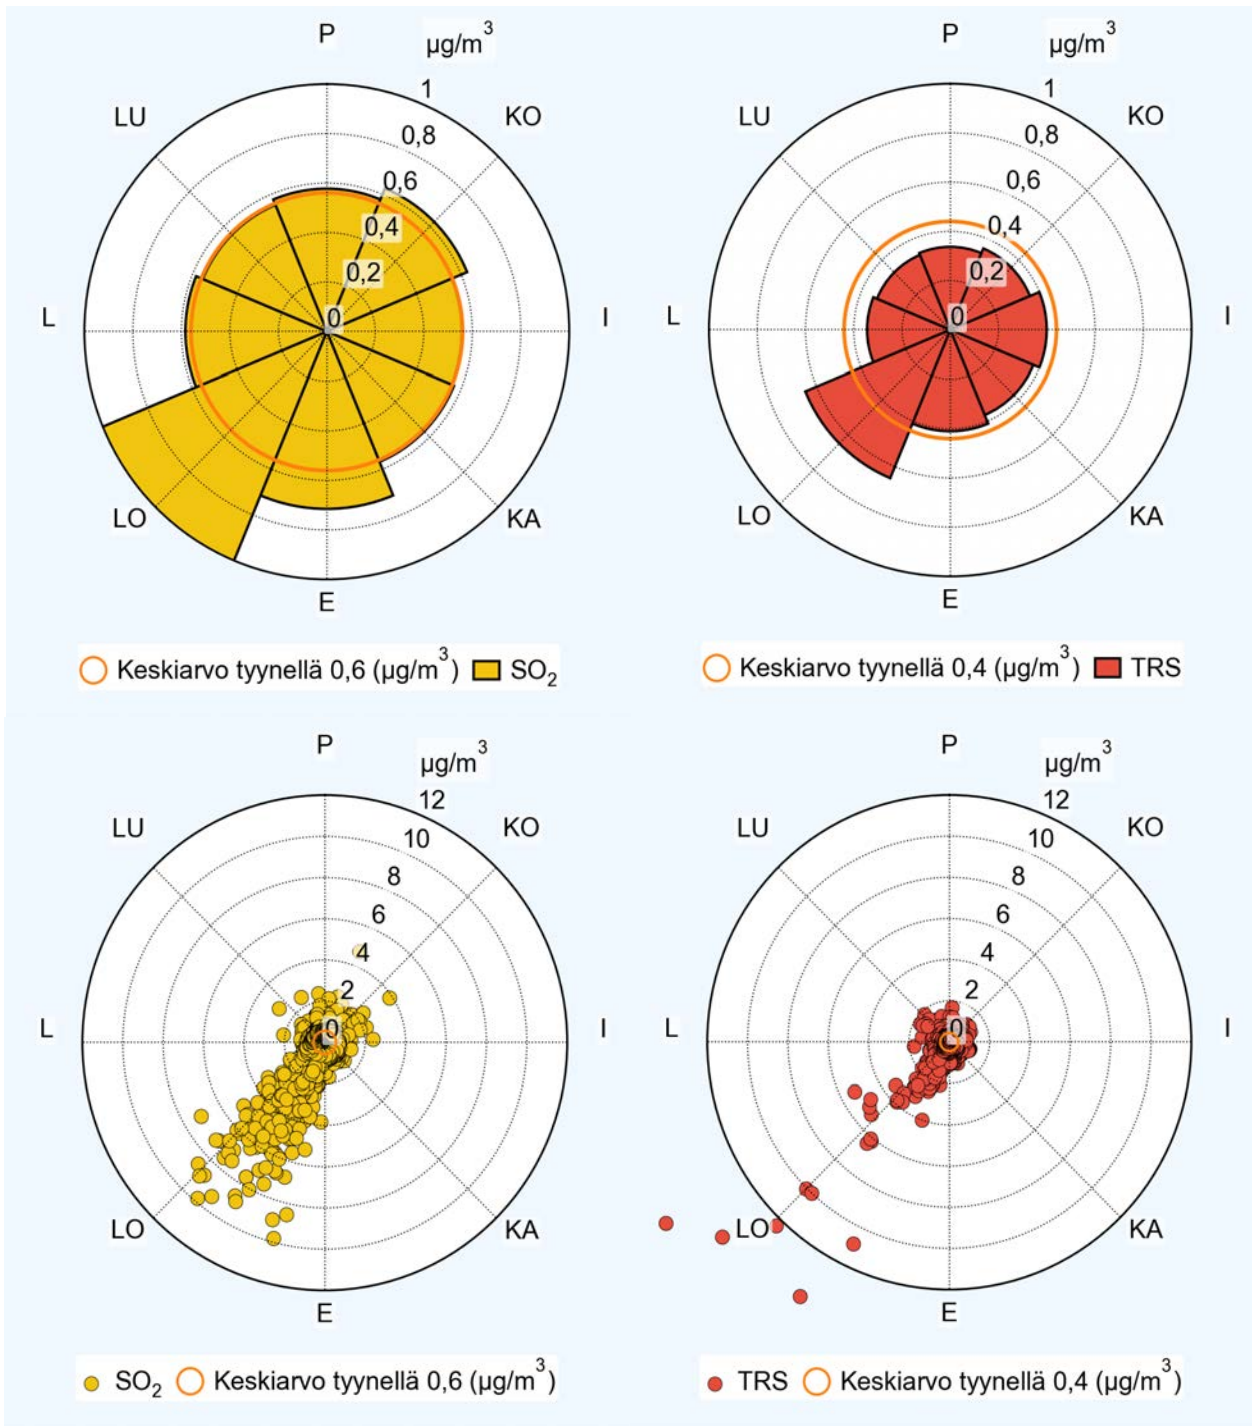 P
µg/m³
LU
KO
1
0,8
0,6
0,4
0,2
0
L
I
LO
KA
E
Keskiarvo tyynellä 0,6 (µg/m³) SO₂
P
µg/m³
LU
KO
1
0,8
0,6
0,4
0,2
0
L
I
LO
KA
E
Keskiarvo tyynellä 0,4 (µg/m³) TRS
P
µg/m³
LU
KO
12
10
8
6
4
2
0
L
I
LO
KA
E
SO₂ Keskiarvo tyynellä 0,6 (µg/m³)
P
µg/m³
LU
KO
12
10
8
6
4
2
0
L
I
LO
KA
E
TRS Keskiarvo tyynellä 0,4 (µg/m³)